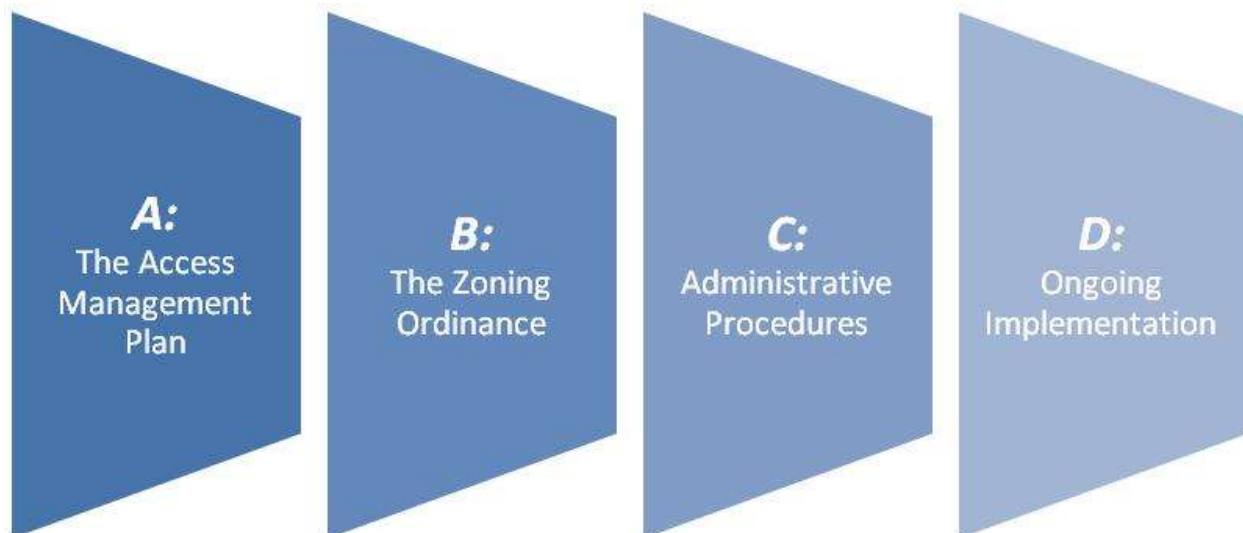 A:
The Access
Management
Plan
B:
The Zoning
Ordinance
C:
Administrative
Procedures
D:
Ongoing
Implementation